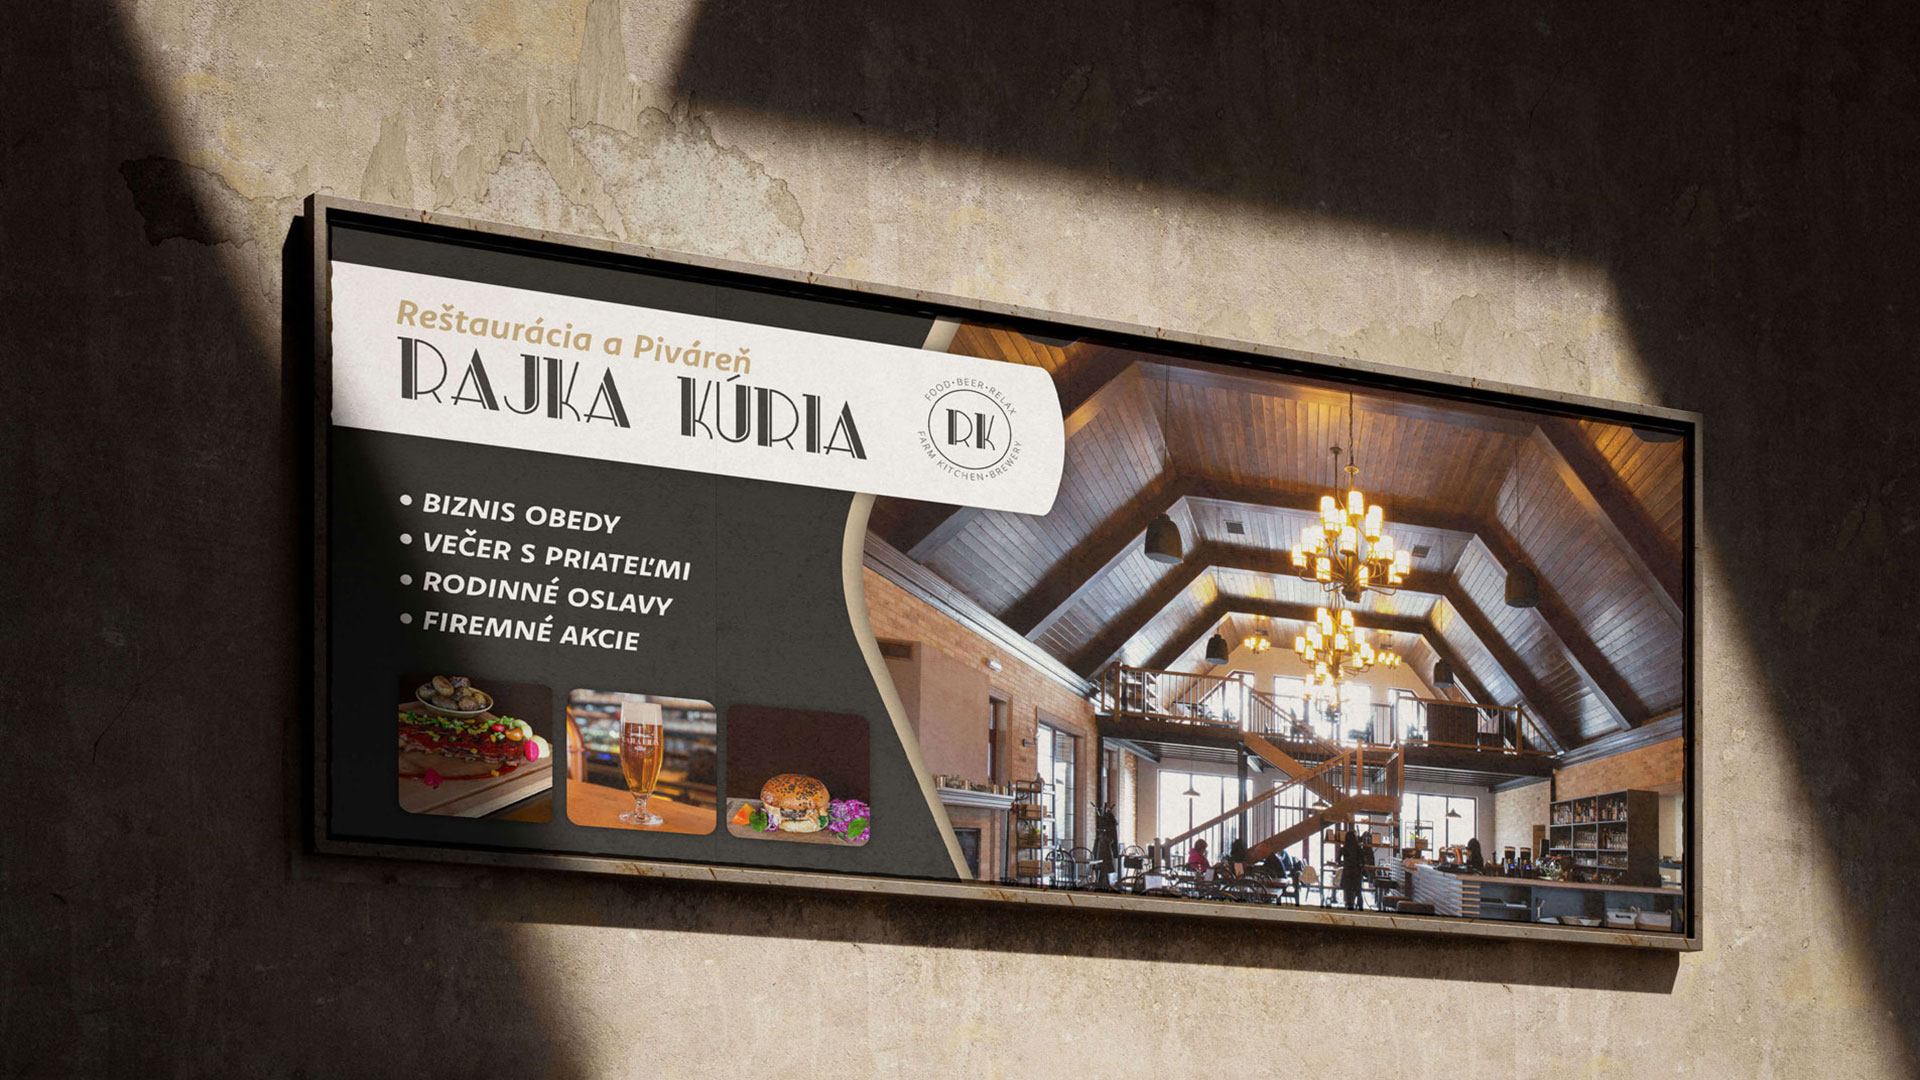 Reštaurácia a Piváreň
RAJKA KÚRIA
FOOD•BEER•RELAX
RK
FARM KITCHEN•BREWERY
• BIZNIS OBEDY
• VEČER S PRIATEĽMI
• RODINNÉ OSLAVY
• FIREMNÉ AKCIE